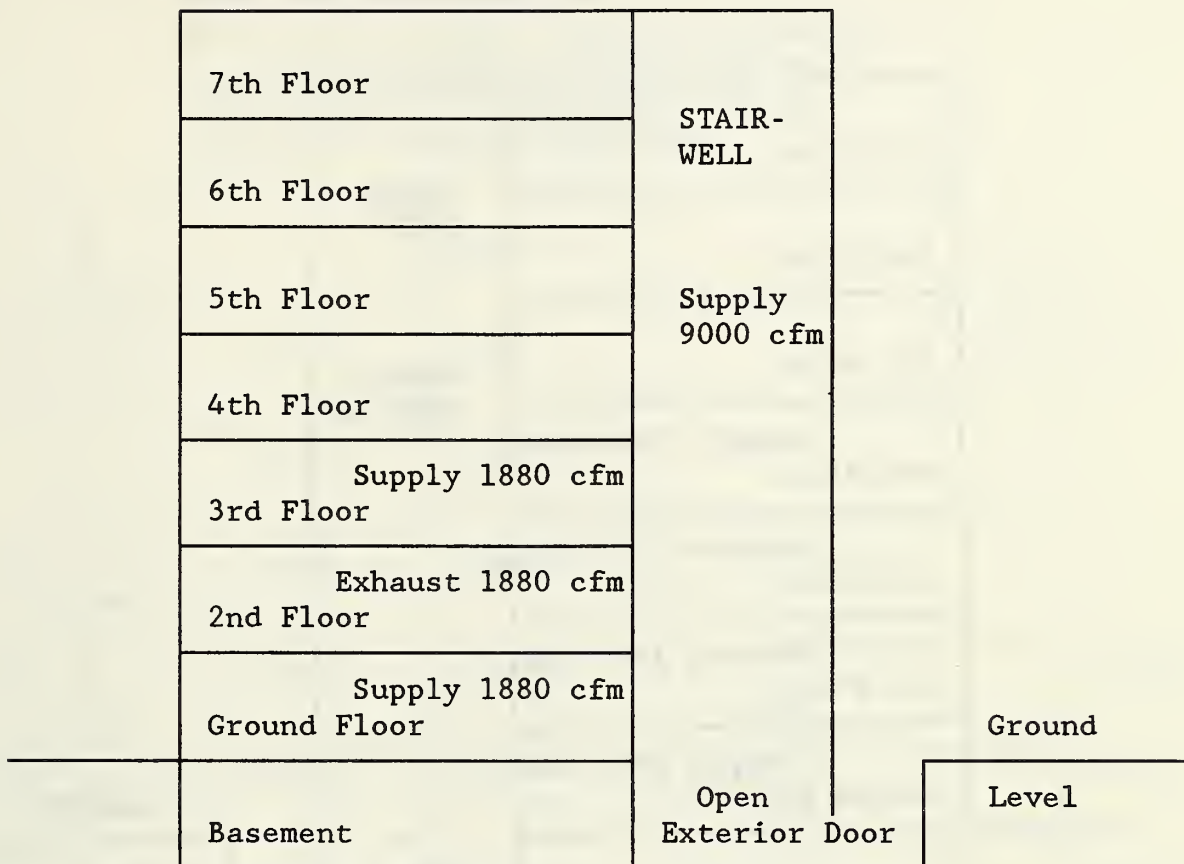 7th Floor
STAIR-
WELL
6th Floor
5th Floor
Supply
9000 cfm
4th Floor
Supply 1880 cfm
3rd Floor
Exhaust 1880 cfm
2nd Floor
Supply 1880 cfm
Ground Floor
Ground
Level
Open
Exterior Door
Basement